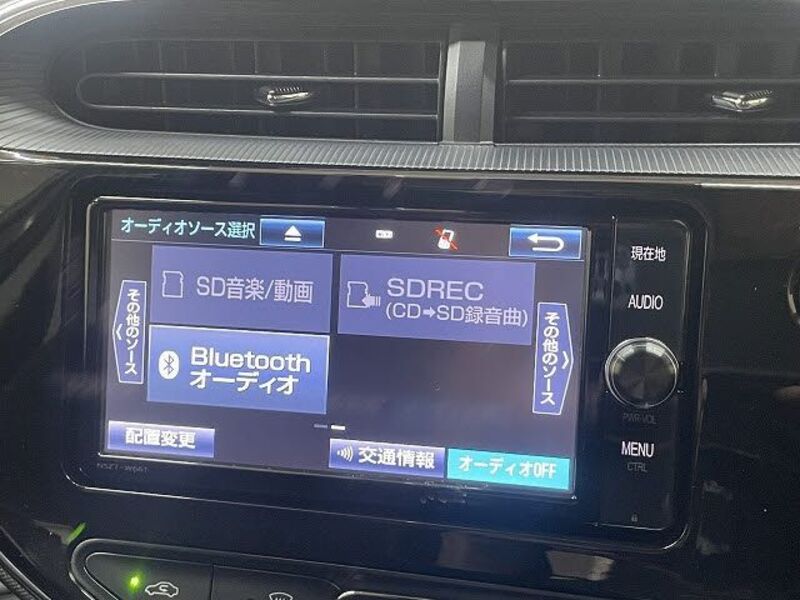 オーディオソース選択
現在地
SD音楽/動画
SDREC
(CD➡SD録音曲)
AUDIO
その他のソース
その他のソース
Bluetooth
オーディオ
PWR·VOL
配置変更
交通情報
オーディオOFF
MENU
CTRL
NSZT-W66T